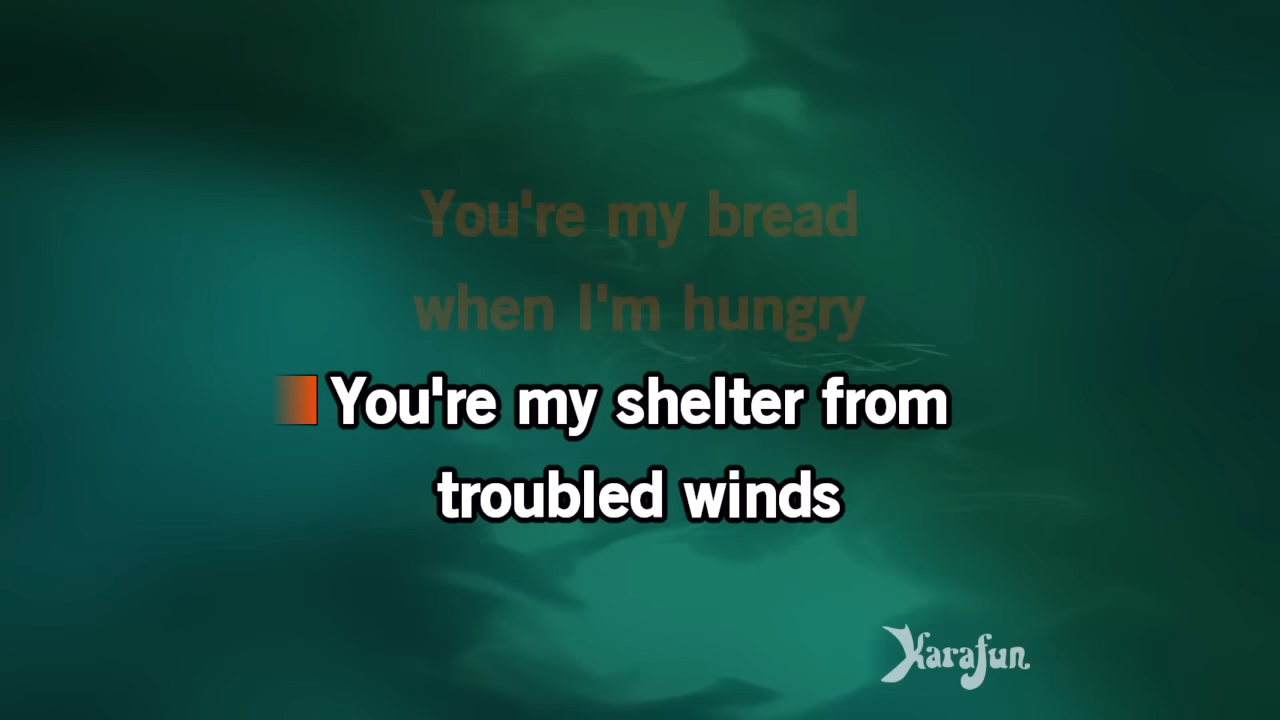 You're my bread
when I'm hungry
You're my shelter from
troubled winds
Karafun